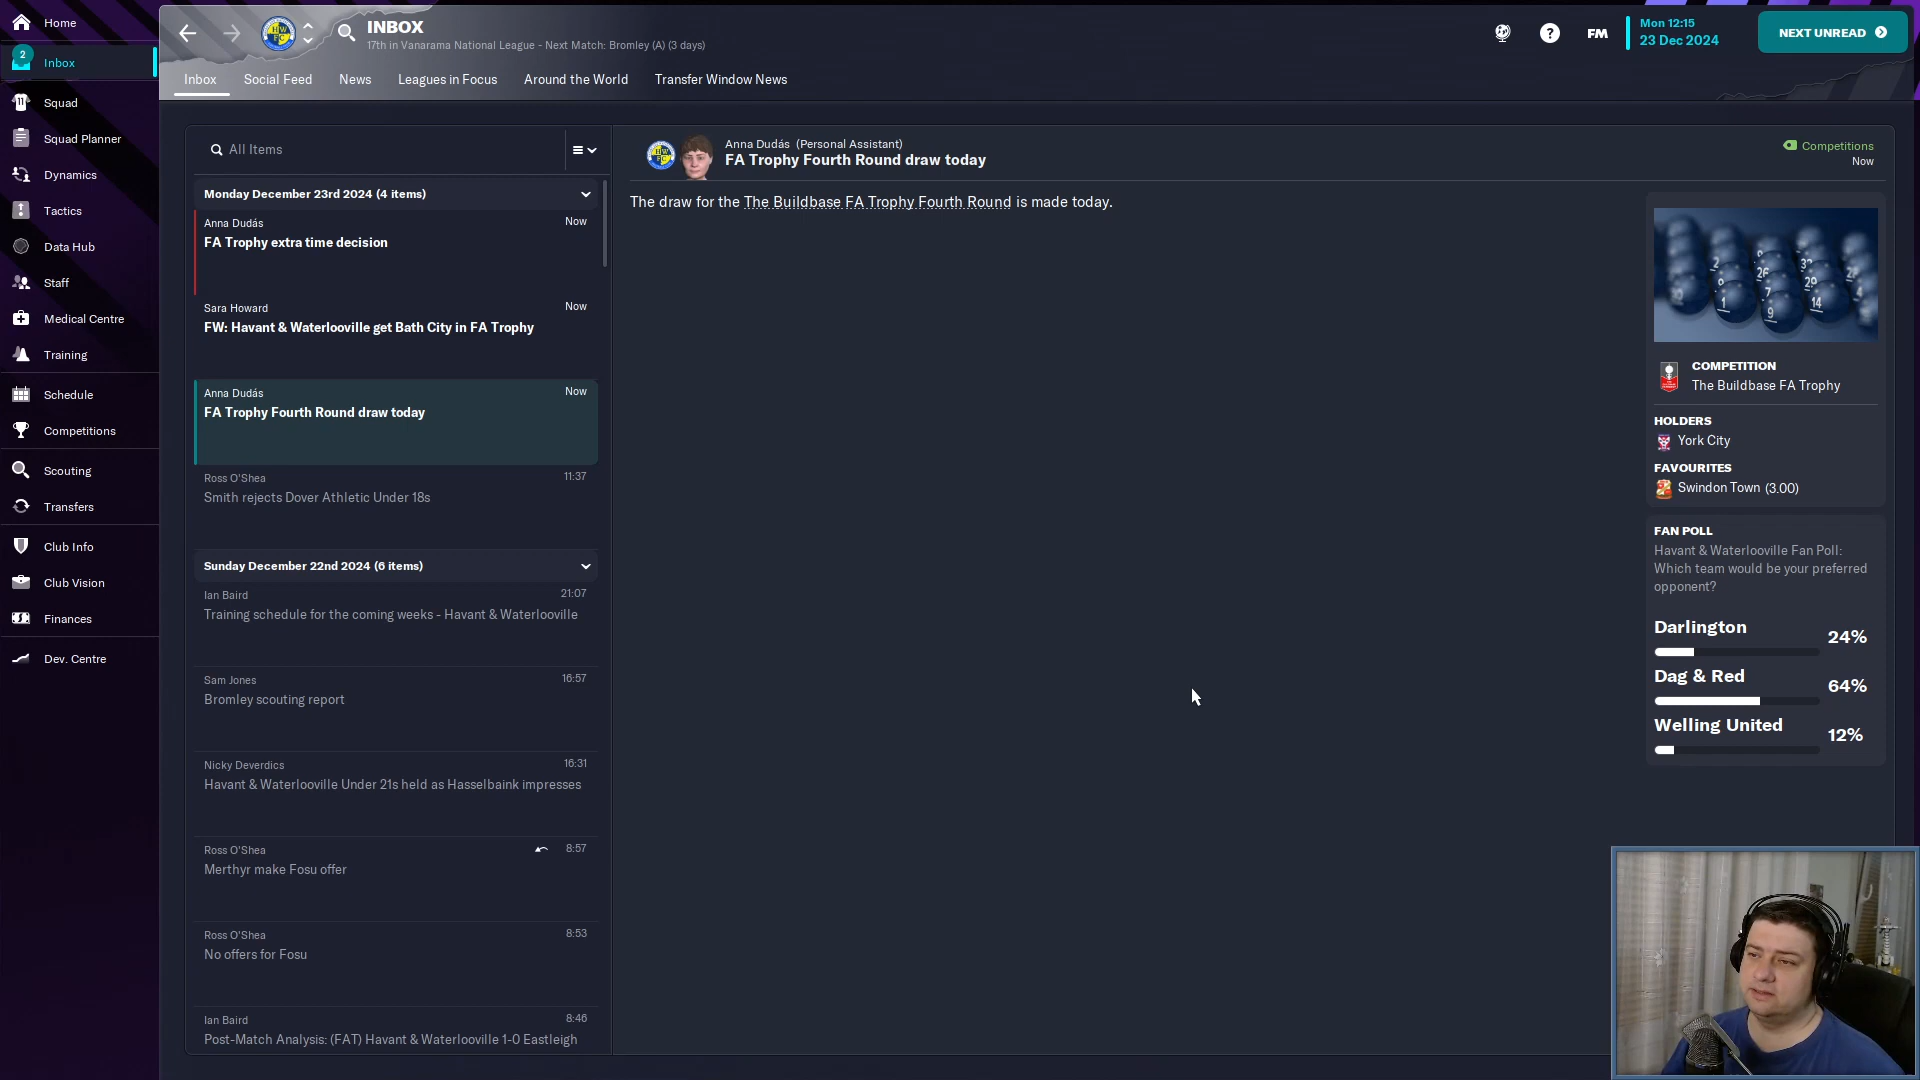 Home
2
Inbox
Squad
Squad Planner
Dynamics
Tactics
Data Hub
Staff
Medical Centre
Training
Schedule
Competitions
Scouting
Transfers
Club Info
Club Vision
Finances
Dev. Centre
INBOX
17th in Vanarama National League - Next Match: Bromley (A) (3 days)
FM
Mon 12:15
23 Dec 2024
NEXT UNREAD
Inbox
Social Feed
News
Leagues in Focus
Around the World
Transfer Window News
All Items
Monday December 23rd 2024 (4 items)
Anna Dudás
Now
FA Trophy extra time decision
Sara Howard
Now
FW: Havant & Waterlooville get Bath City in FA Trophy
Anna Dudás
Now
FA Trophy Fourth Round draw today
Ross O'Shea
11:37
Smith rejects Dover Athletic Under 18s
Sunday December 22nd 2024 (6 items)
Ian Baird
21:07
Training schedule for the coming weeks - Havant & Waterlooville
Sam Jones
16:57
Bromley scouting report
Nicky Deverdics
16:31
Havant & Waterlooville Under 21s held as Hasselbaink impresses
Ross O'Shea
8:57
Merthyr make Fosu offer
Ross O'Shea
8:53
No offers for Fosu
Ian Baird
8:46
Post-Match Analysis: (FAT) Havant & Waterlooville 1-0 Eastleigh
Anna Dudás (Personal Assistant)
FA Trophy Fourth Round draw today
Competitions
Now
The draw for the The Buildbase FA Trophy Fourth Round is made today.
COMPETITION
The Buildbase FA Trophy
HOLDERS
York City
FAVOURITES
Swindon Town (3.00)
FAN POLL
Havant & Waterlooville Fan Poll:
Which team would be your preferred
opponent?
Darlington
24%
Dag & Red
64%
Welling United
12%